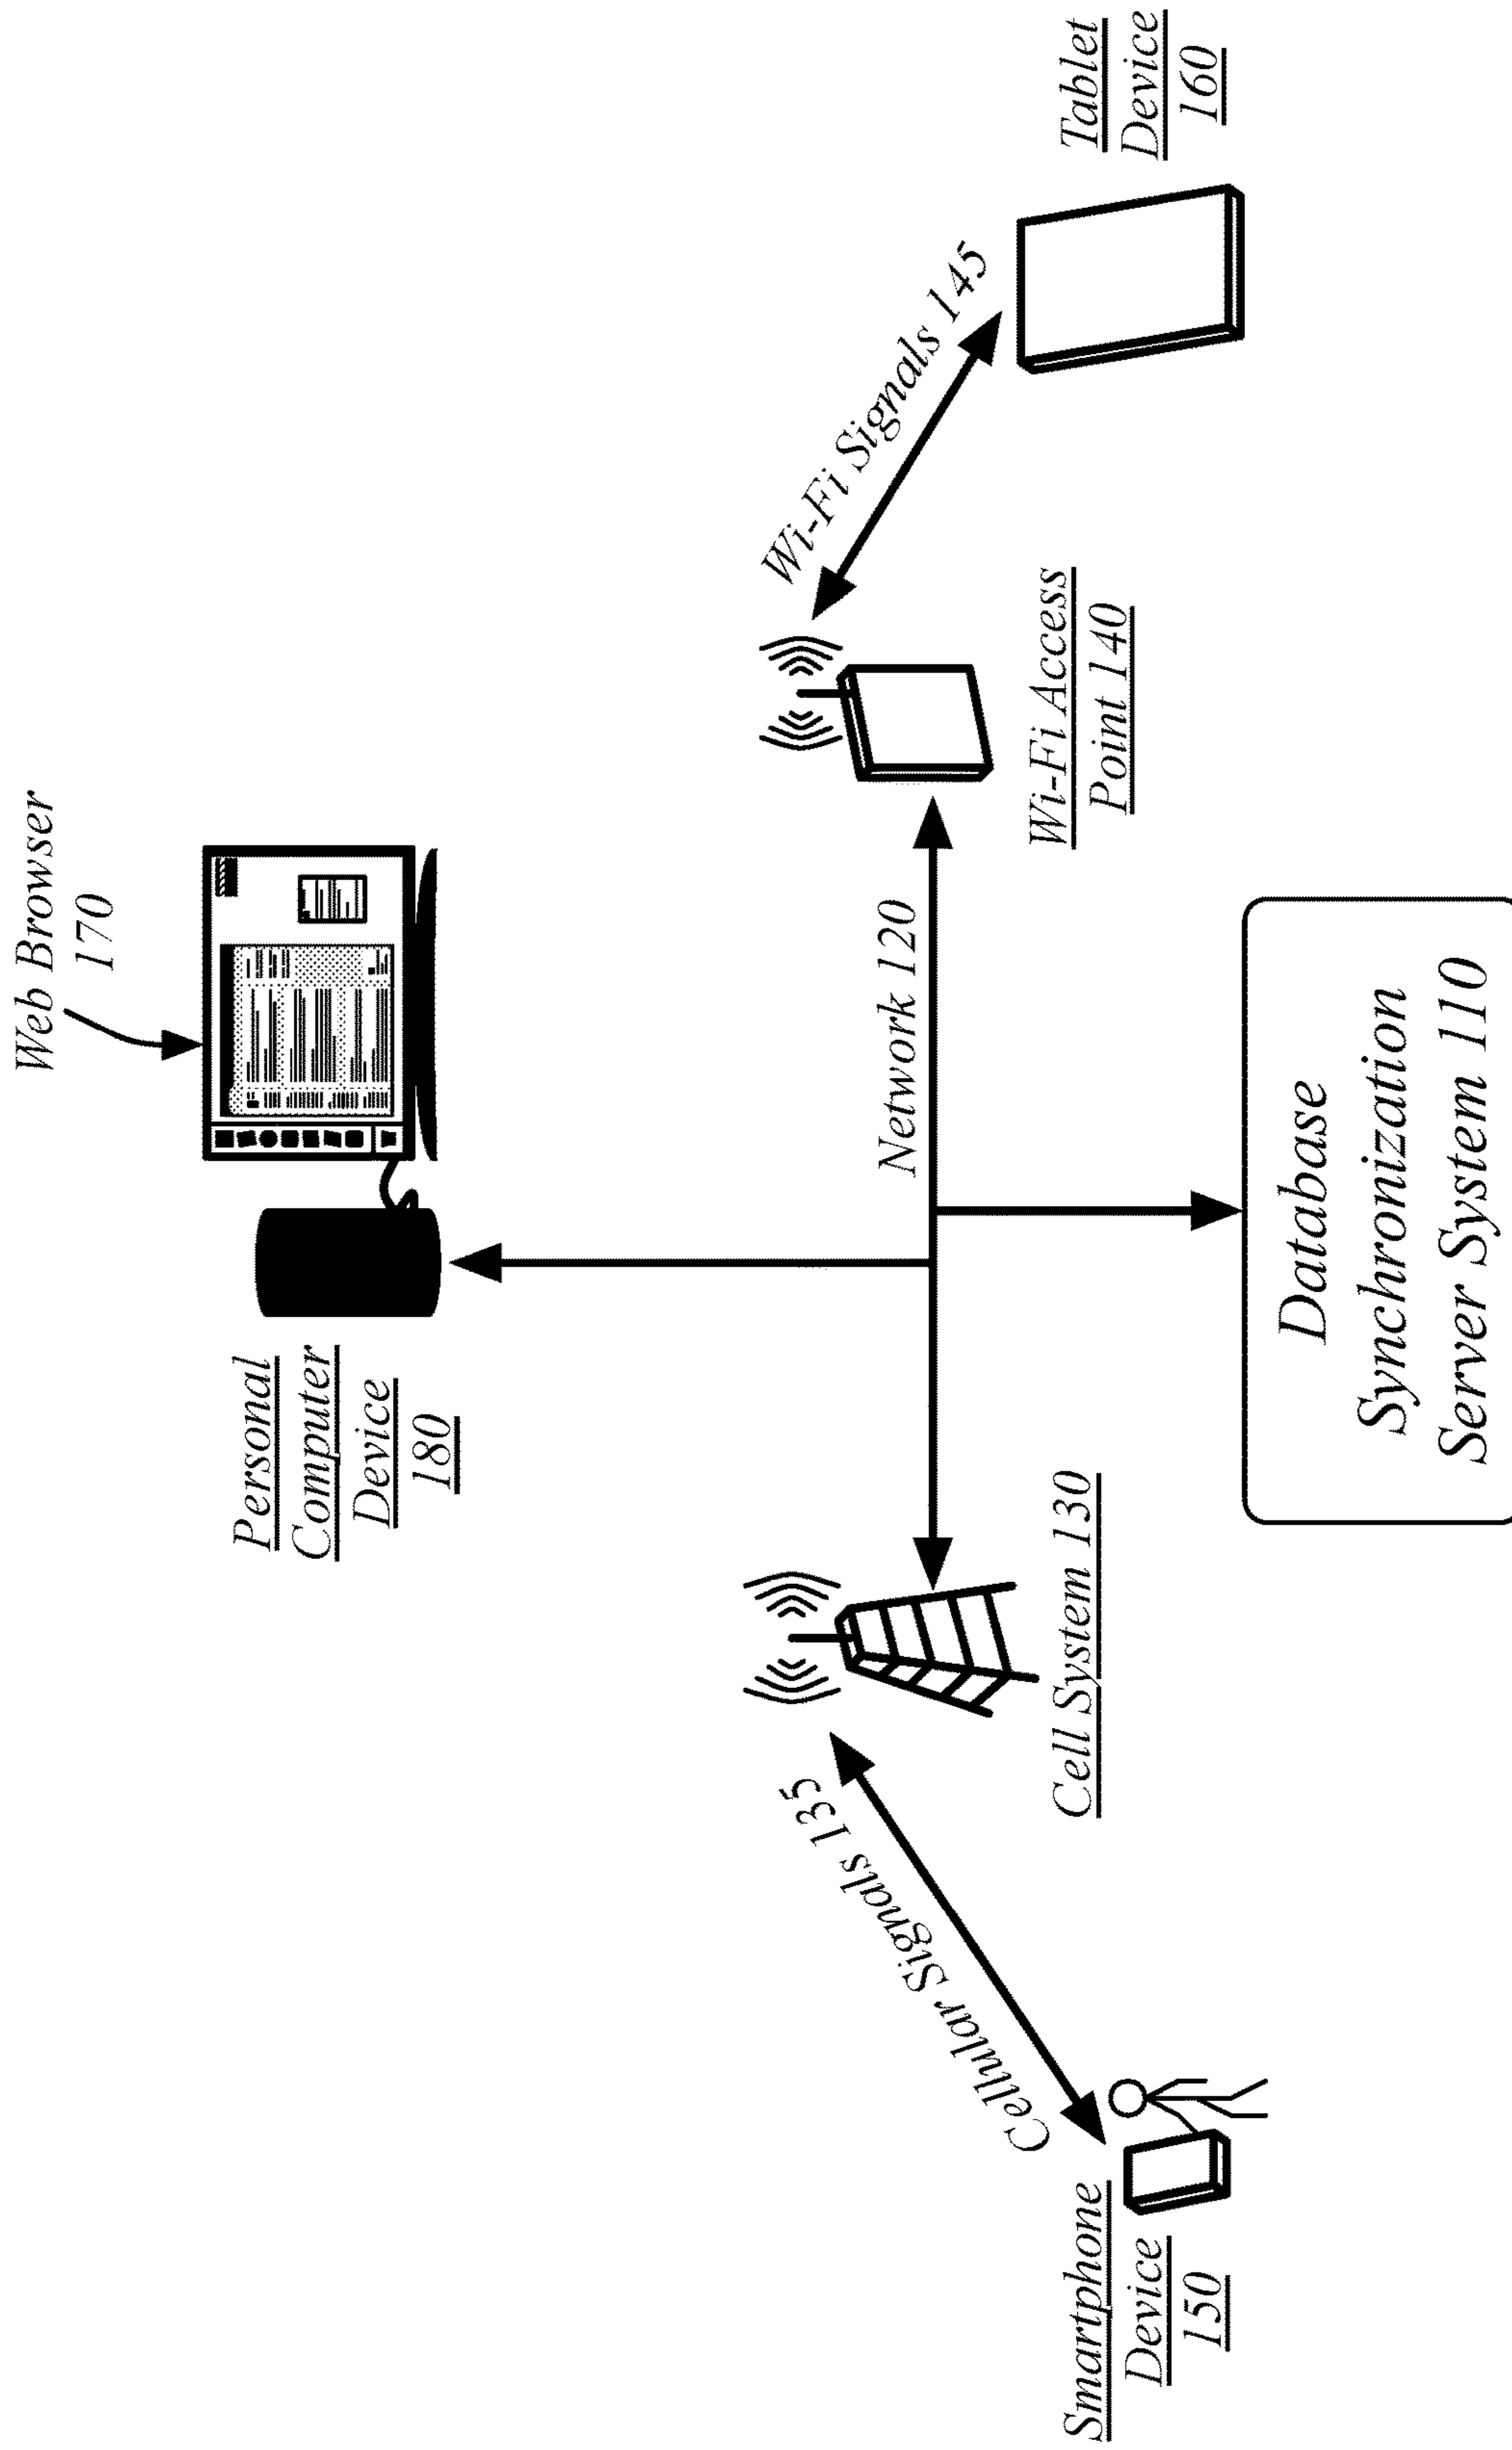 Web Browser
170
Personal
Computer
Device
180
Network 120
Cellular Signals 135
Wi-Fi Signals 145
Cell System 130
Wi-Fi Access
Point 140
Smartphone
Device
150
Tablet
Device
160
Database
Synchronization
Server System 110